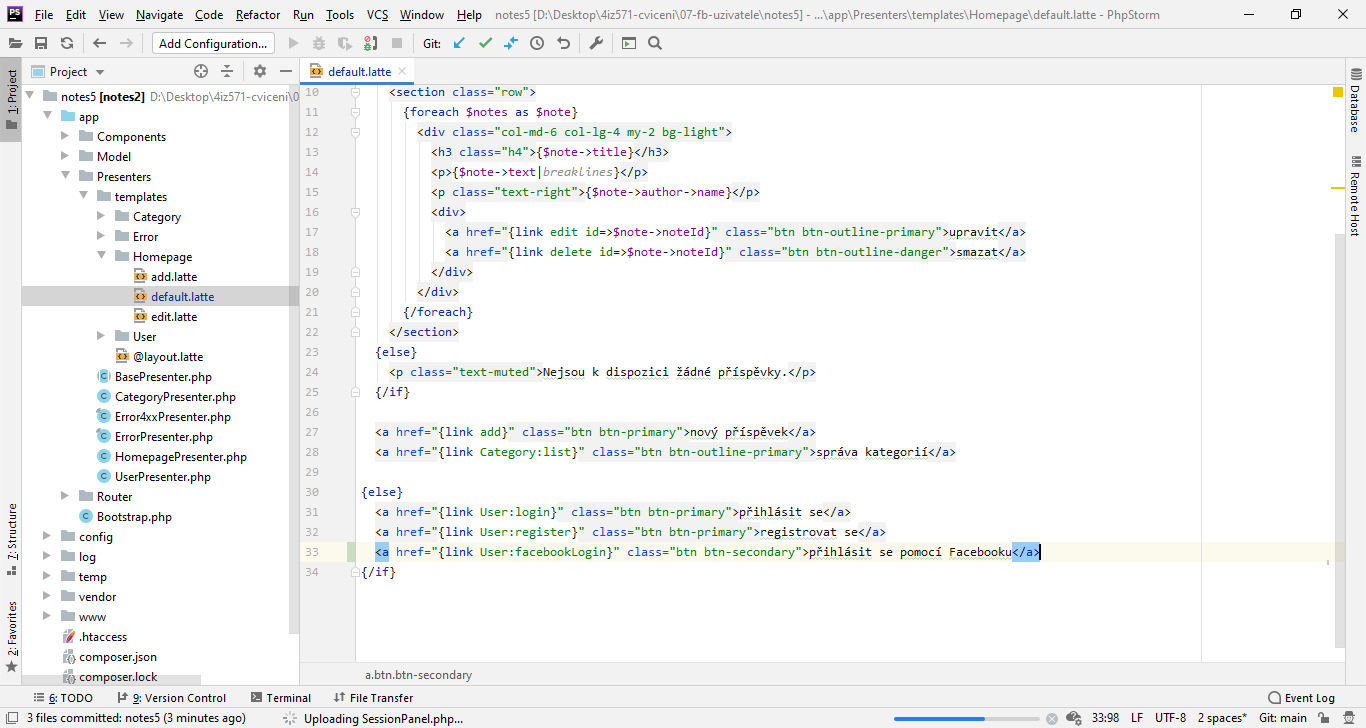 File Edit View Navigate Code Refactor Run Tools VCS Window Help notes5 [D:\Desktop\4iz571-cviceni\07-fb-uzivatele\notes5] - ...\app\Presenters\templates\Homepage\default.latte - PhpStorm
Add Configuration... Git:
Project
default.latte
1: Project
7: Structure
2: Favorites
notes5 [notes2] D:\Desktop\4iz571-cviceni\0
app
Components
Model
Presenters
templates
Category
Error
Homepage
add.latte
default.latte
edit.latte
User
@layout.latte
BasePresenter.php
CategoryPresenter.php
Error4xxPresenter.php
ErrorPresenter.php
HomepagePresenter.php
UserPresenter.php
Router
Bootstrap.php
config
log
temp
vendor
www
.htaccess
composer.json
composer.lock
10 <section class="row">
11 {foreach $notes as $note}
12 <div class="col-md-6 col-lg-4 my-2 bg-light">
13 <h3 class="h4">{$note->title}</h3>
14 <p>{$note->text|breaklines}</p>
15 <p class="text-right">{$note->author->name}</p>
16 <div>
17 <a href="{link edit id=>$note->noteId}" class="btn btn-outline-primary">upravit</a>
18 <a href="{link delete id=>$note->noteId}" class="btn btn-outline-danger">smazat</a>
19 </div>
20 </div>
21 {/foreach}
22 </section>
23 {else}
24 <p class="text-muted">Nejsou k dispozici žádné příspěvky.</p>
25 {/if}
26
27 <a href="{link add}" class="btn btn-primary">nový příspěvek</a>
28 <a href="{link Category:list}" class="btn btn-outline-primary">správa kategorií</a>
29
30 {else}
31 <a href="{link User:login}" class="btn btn-primary">přihlásit se</a>
32 <a href="{link User:register}" class="btn btn-primary">registrovat se</a>
33 <a href="{link User:facebookLogin}" class="btn btn-secondary">přihlásit se pomocí Facebooku</a>
34 {/if}
a.btn.btn-secondary
Database
Remote Host
6: TODO 9: Version Control Terminal File Transfer Event Log
3 files committed: notes5 (3 minutes ago) Uploading SessionPanel.php... 33:98 LF UTF-8 2 spaces* Git: main
PS